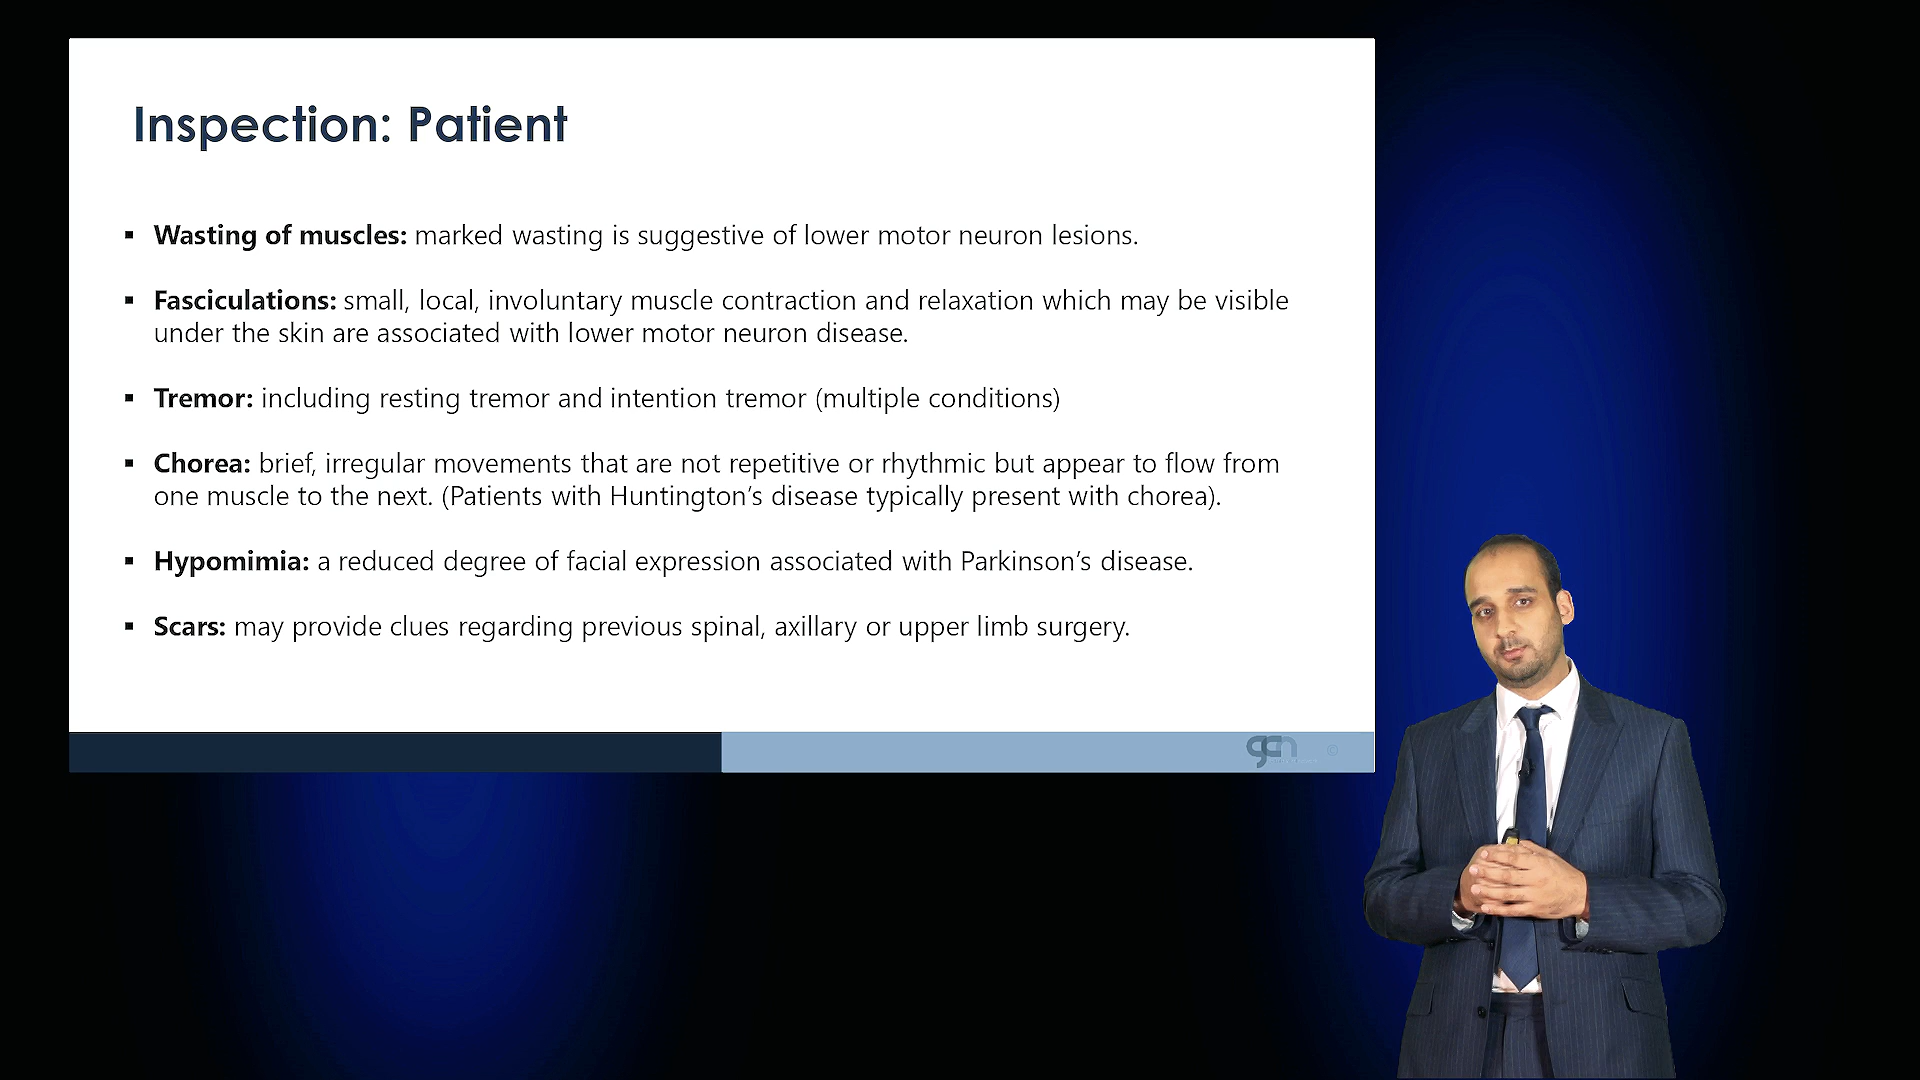 Inspection: Patient
▪ Wasting of muscles: marked wasting is suggestive of lower motor neuron lesions.
▪ Fasciculations: small, local, involuntary muscle contraction and relaxation which may be visible
under the skin are associated with lower motor neuron disease.
▪ Tremor: including resting tremor and intention tremor (multiple conditions)
▪ Chorea: brief, irregular movements that are not repetitive or rhythmic but appear to flow from
one muscle to the next. (Patients with Huntington’s disease typically present with chorea).
▪ Hypomimia: a reduced degree of facial expression associated with Parkinson’s disease.
▪ Scars: may provide clues regarding previous spinal, axillary or upper limb surgery.
gcn ©